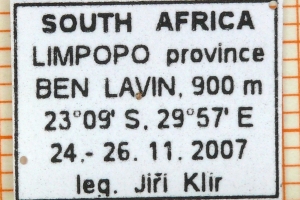 SOUTH AFRICA
LIMPOPO province
BEN LAVIN, 900 m
23°09' S, 29°57' E
24.- 26. 11. 2007
leg. Jiří Klír